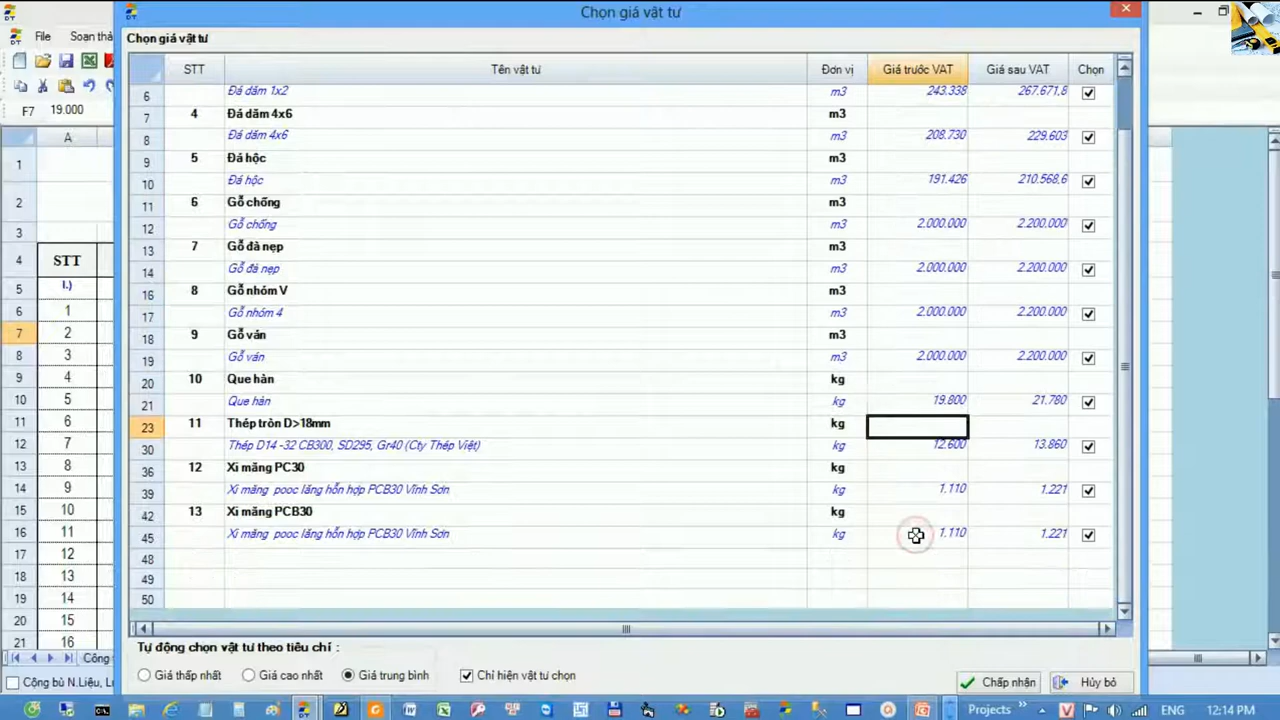 Chọn giá vật tư
File Soạn thả
Chọn giá vật tư
F7 19.000
STT Tên vật tư Đơn vị Giá trước VAT Giá sau VAT Chọn
6 Đá dăm 1x2 m3 243.338 267.671,8
7 4 Đá dăm 4x6 m3
8 Đá dăm 4x6 m3 208.730 229.603
9 5 Đá hộc m3
10 Đá hộc m3 191.426 210.568,6
11 6 Gỗ chống m3
12 Gỗ chống m3 2.000.000 2.200.000
13 7 Gỗ đà nẹp m3
14 Gỗ đà nẹp m3 2.000.000 2.200.000
16 8 Gỗ nhóm V m3
17 Gỗ nhóm 4 m3 2.000.000 2.200.000
18 9 Gỗ ván m3
19 Gỗ ván m3 2.000.000 2.200.000
20 10 Que hàn kg
21 Que hàn kg 19.800 21.780
23 11 Thép tròn D>18mm kg
30 Thép D14 -32 CB300, SD295, Gr40 (Cty Thép Việt) kg 12.600 13.860
36 12 Xi măng PC30 kg
39 Xi măng pooc lăng hỗn hợp PCB30 Vĩnh Sơn kg 1.110 1.221
42 13 Xi măng PCB30 kg
45 Xi măng pooc lăng hỗn hợp PCB30 Vĩnh Sơn kg 1.110 1.221
48
49
50
A
1
2
3
4 STT
5 I.)
6 1
7 2
8 3
9 4
10 5
11 6
12 7
13 8
14 9
15 10
16 11
17 12
18 13
19 14
20 15
21 16
Công
Cộng bù N.Liệu, Lư
Tự động chọn vật tư theo tiêu chí :
Giá thấp nhất Giá cao nhất Giá trung bình Chỉ hiện vật tư chọn Chấp nhận Hủy bỏ
Projects ENG 12:14 PM